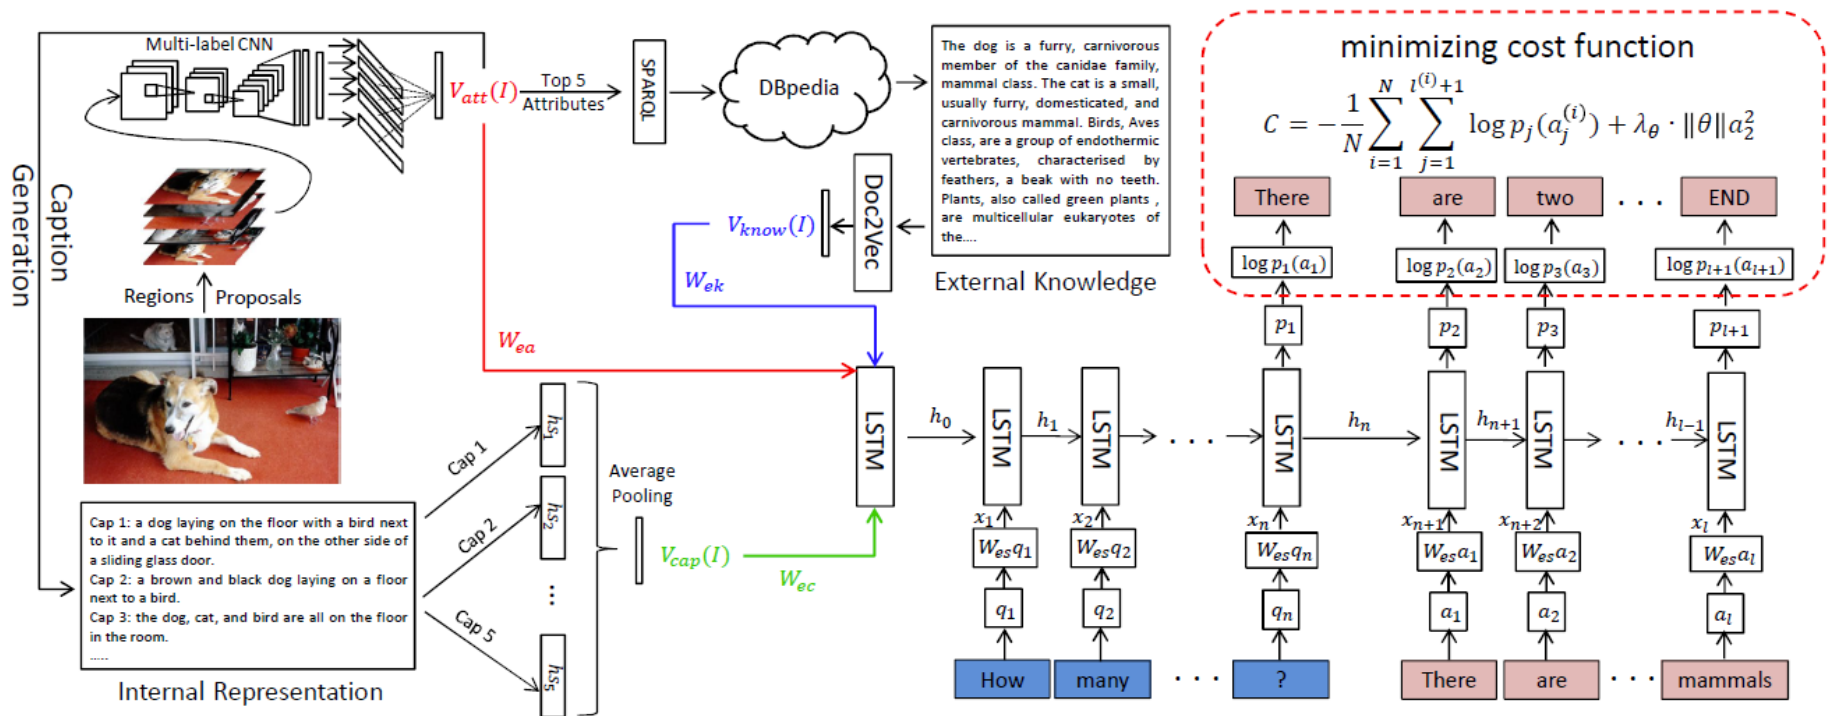 Multi-label CNN
V_att(I)
Top 5
Attributes
SPARQL
DBpedia
The dog is a furry, carnivorous
member of the canidae family,
mammal class. The cat is a small,
usually furry, domesticated, and
carnivorous mammal. Birds, Aves
class, are a group of endothermic
vertebrates, characterised by
feathers, a beak with no teeth.
Plants, also called green plants ,
are multicellular eukaryotes of
the....
External Knowledge
Doc2Vec
V_know(I)
W_ek
W_ea
Caption
Generation
Regions Proposals
Cap 1: a dog laying on the floor with a bird next
to it and a cat behind them, on the other side of
a sliding glass door.
Cap 2: a brown and black dog laying on a floor
next to a bird.
Cap 3: the dog, cat, and bird are all on the floor
in the room.
.....
Internal Representation
Cap 1
Cap 2
Cap 5
hs_1
hs_2
...
hs_5
Average
Pooling
V_cap(I)
W_ec
minimizing cost function
C = -\frac{1}{N} \sum_{i=1}^{N} \sum_{j=1}^{l^{(i)}+1} \log p_j(a_j^{(i)}) + λ_θ · ‖θ‖a_2^2
There are two . . . END
log p_1(a_1) log p_2(a_2) log p_3(a_3) log p_{l+1}(a_{l+1})
p_1 p_2 p_3 p_{l+1}
LSTM h_0 LSTM h_1 LSTM . . . LSTM h_n LSTM h_{n+1} LSTM . . . h_{l-1} LSTM
x_1 x_2 x_n x_{n+1} x_{n+2} x_l
W_es q_1 W_es q_2 W_es q_n W_es a_1 W_es a_2 W_es a_l
q_1 q_2 q_n a_1 a_2 a_l
How many . . . ? There are . . . mammals